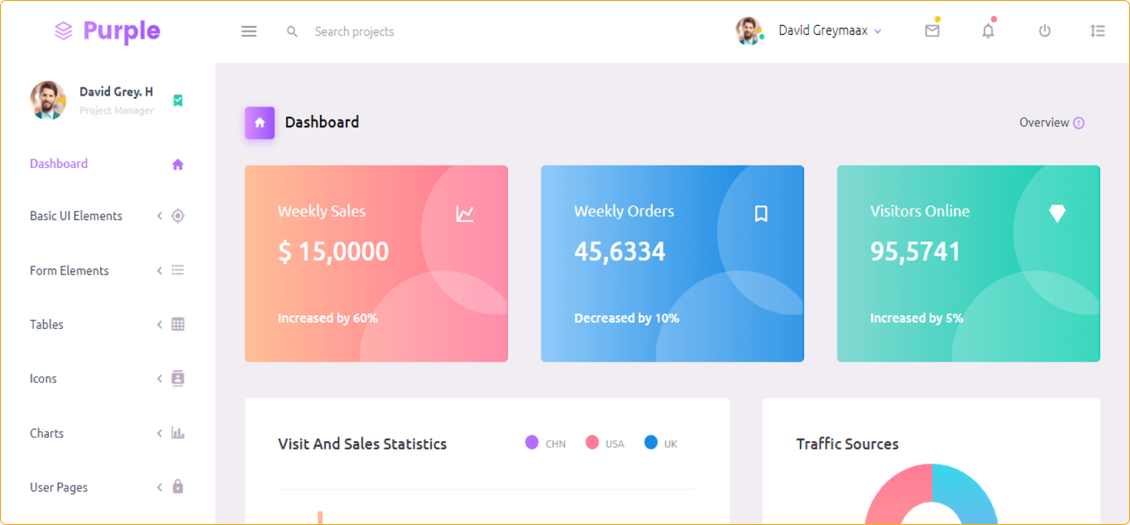 Purple
Search projects
David Greymaax
David Grey. H
Project Manager
Dashboard
Basic UI Elements
Form Elements
Tables
Icons
Charts
User Pages
Dashboard
Overview
Weekly Sales
$ 15,0000
Increased by 60%
Weekly Orders
45,6334
Decreased by 10%
Visitors Online
95,5741
Increased by 5%
Visit And Sales Statistics
CHN
USA
UK
Traffic Sources